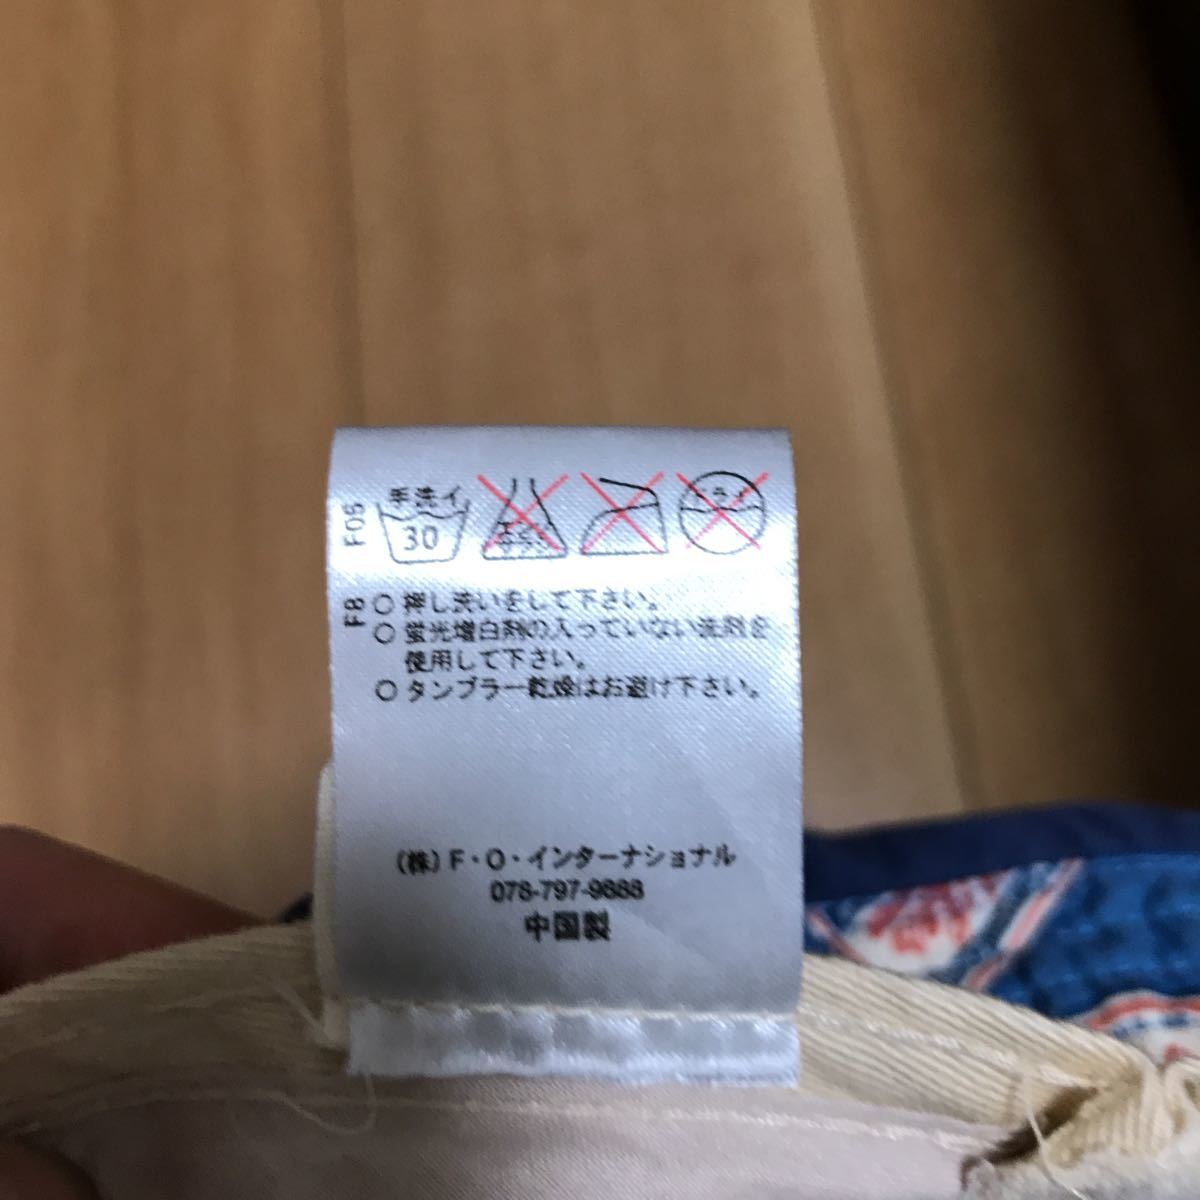 手洗イ
30
エンソ
サラシ
ドライ
F05
F8
○ 押し洗いをして下さい。
○ 蛍光増白剤の入っていない洗剤を
使用して下さい。
○ タンブラー乾燥はお避け下さい。
(株) F・O・インターナショナル
078-797-9888
中国製